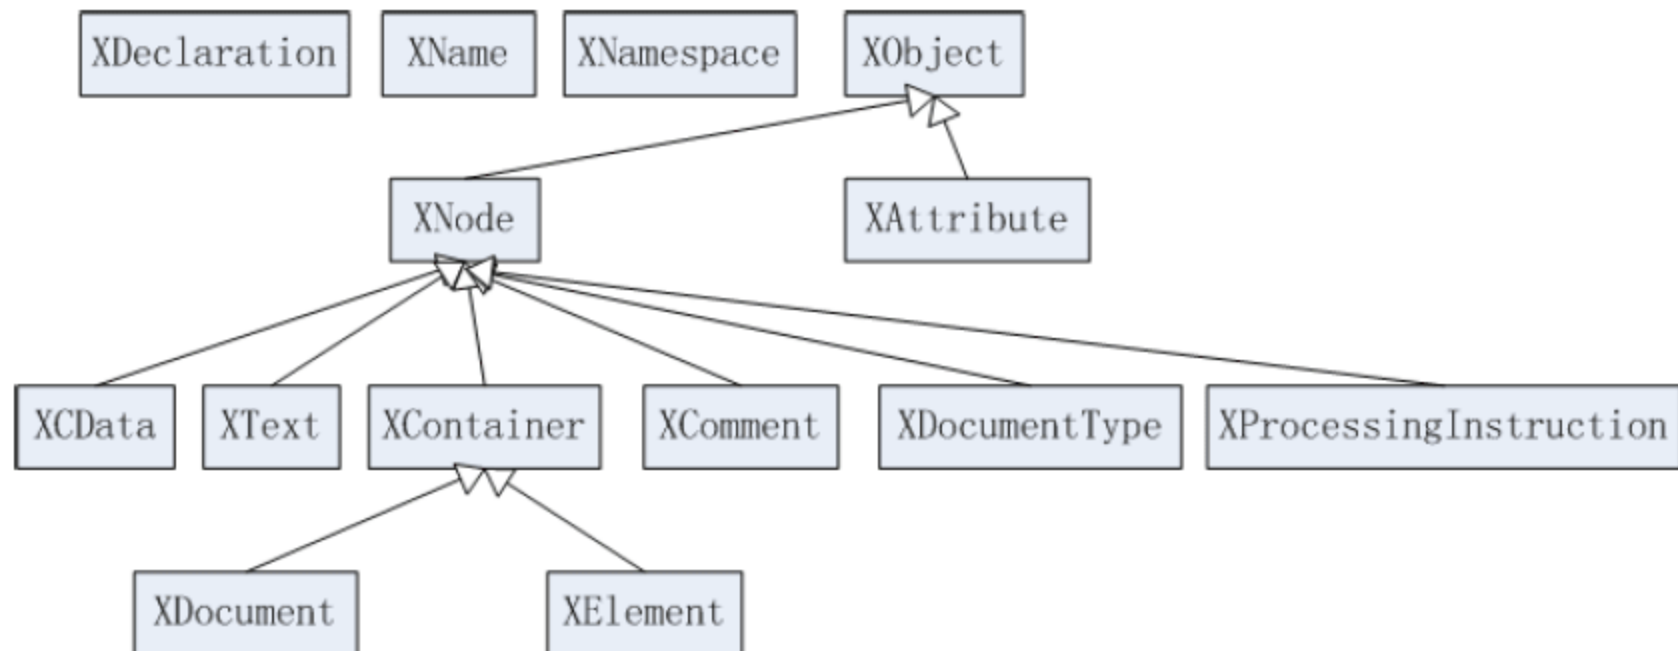 XDeclaration XName XNamespace XObject
XNode XAttribute
XCData XText XContainer XComment XDocumentType XProcessingInstruction
XDocument XElement